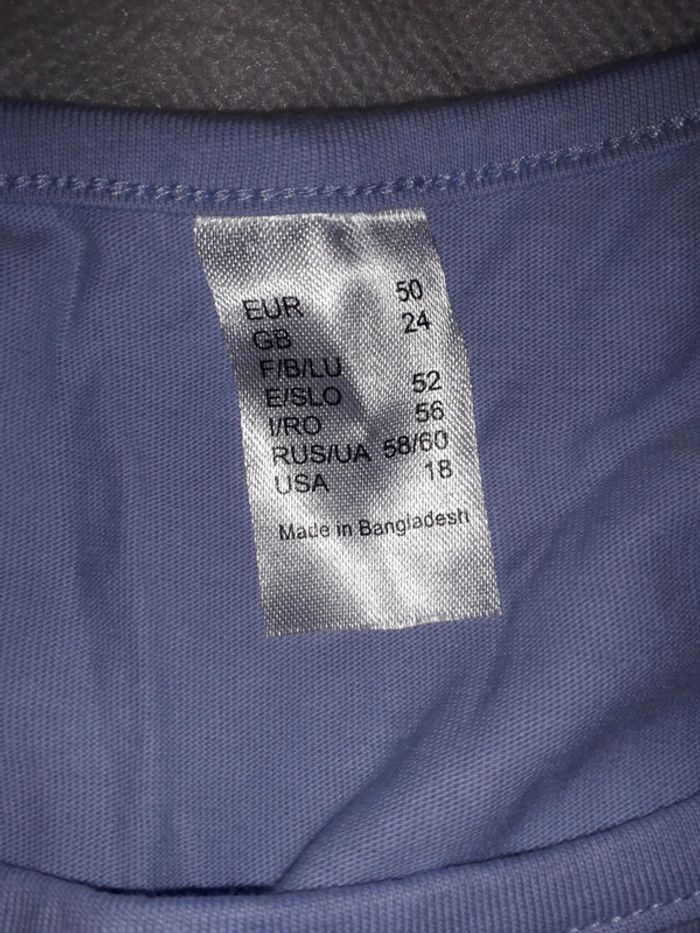 EUR 50
GB 24
F/B/LU
E/SLO 52
I/RO 56
RUS/UA 58/60
USA 18
Made in Bangladesh